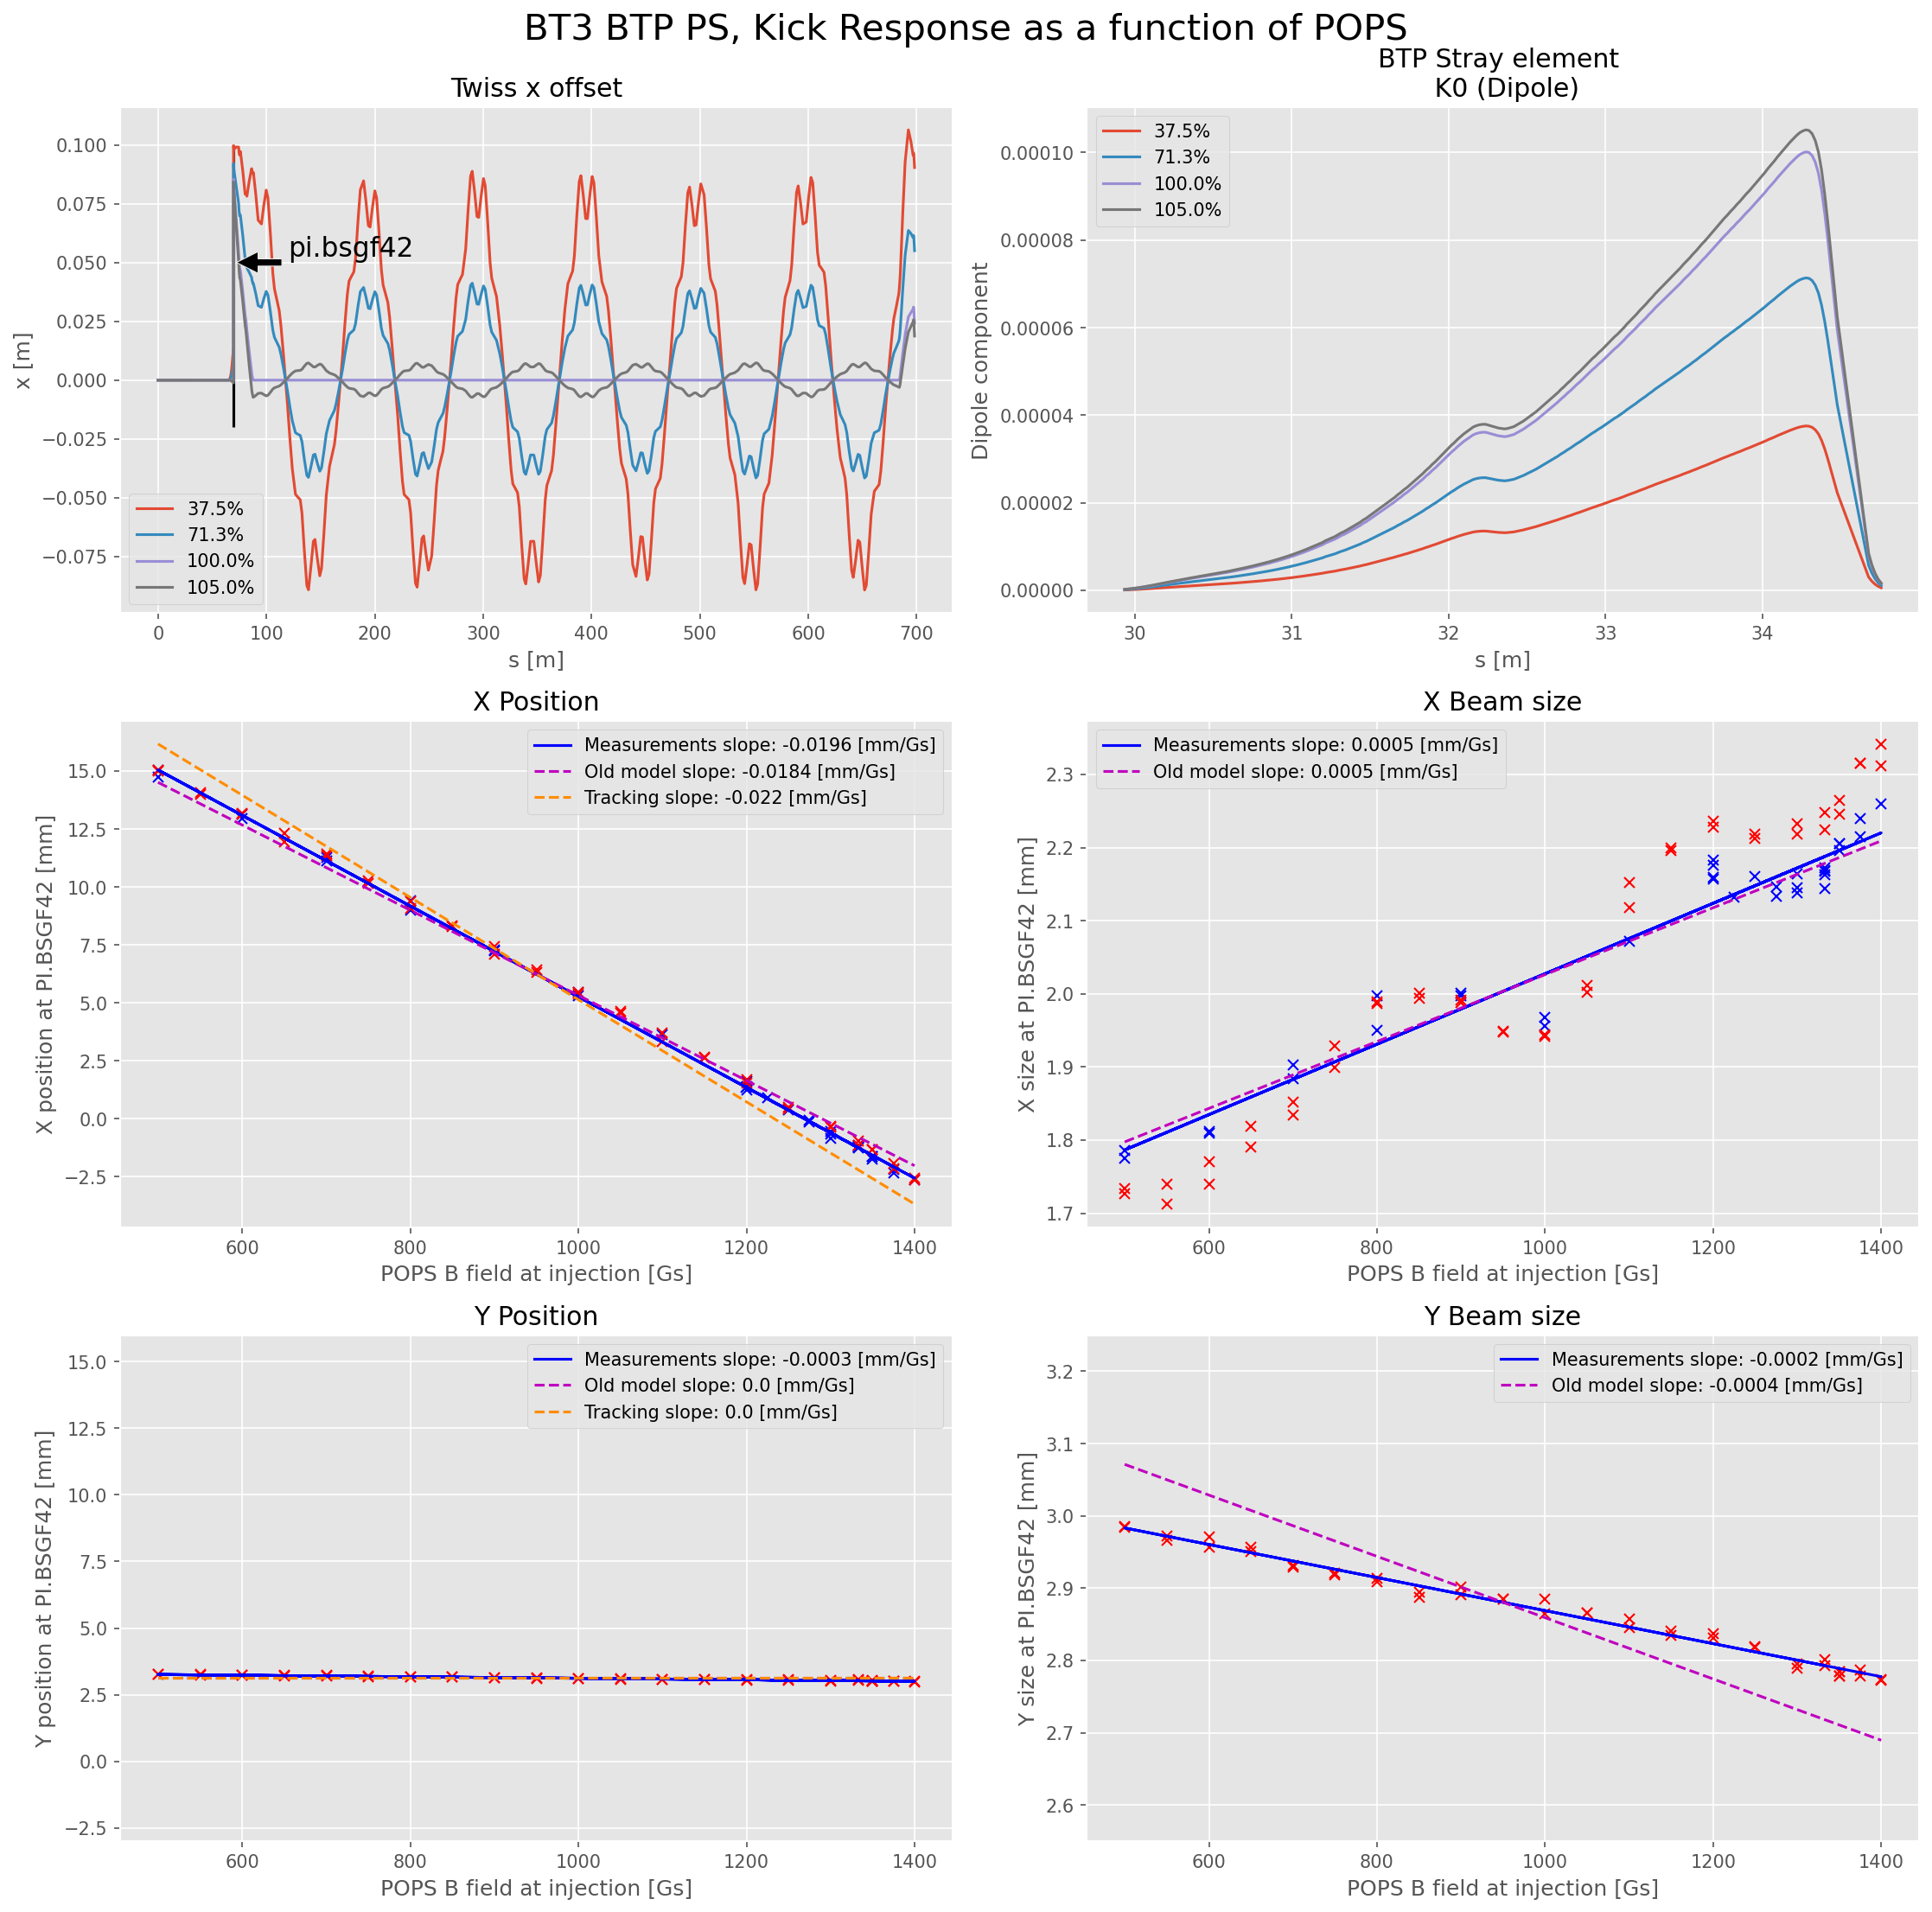 BT3 BTP PS, Kick Response as a function of POPS
Twiss x offset
x [m]
0.100
0.075
0.050
0.025
0.000
−0.025
−0.050
−0.075
pi.bsgf42
37.5%
71.3%
100.0%
105.0%
0 100 200 300 400 500 600 700
s [m]
BTP Stray element
K0 (Dipole)
Dipole component
0.00010
0.00008
0.00006
0.00004
0.00002
0.00000
37.5%
71.3%
100.0%
105.0%
30 31 32 33 34
s [m]
X Position
X position at PI.BSGF42 [mm]
15.0
12.5
10.0
7.5
5.0
2.5
0.0
−2.5
Measurements slope: -0.0196 [mm/Gs]
Old model slope: -0.0184 [mm/Gs]
Tracking slope: -0.022 [mm/Gs]
600 800 1000 1200 1400
POPS B field at injection [Gs]
X Beam size
X size at PI.BSGF42 [mm]
2.3
2.2
2.1
2.0
1.9
1.8
1.7
Measurements slope: 0.0005 [mm/Gs]
Old model slope: 0.0005 [mm/Gs]
600 800 1000 1200 1400
POPS B field at injection [Gs]
Y Position
Y position at PI.BSGF42 [mm]
15.0
12.5
10.0
7.5
5.0
2.5
0.0
−2.5
Measurements slope: -0.0003 [mm/Gs]
Old model slope: 0.0 [mm/Gs]
Tracking slope: 0.0 [mm/Gs]
600 800 1000 1200 1400
POPS B field at injection [Gs]
Y Beam size
Y size at PI.BSGF42 [mm]
3.2
3.1
3.0
2.9
2.8
2.7
2.6
Measurements slope: -0.0002 [mm/Gs]
Old model slope: -0.0004 [mm/Gs]
600 800 1000 1200 1400
POPS B field at injection [Gs]